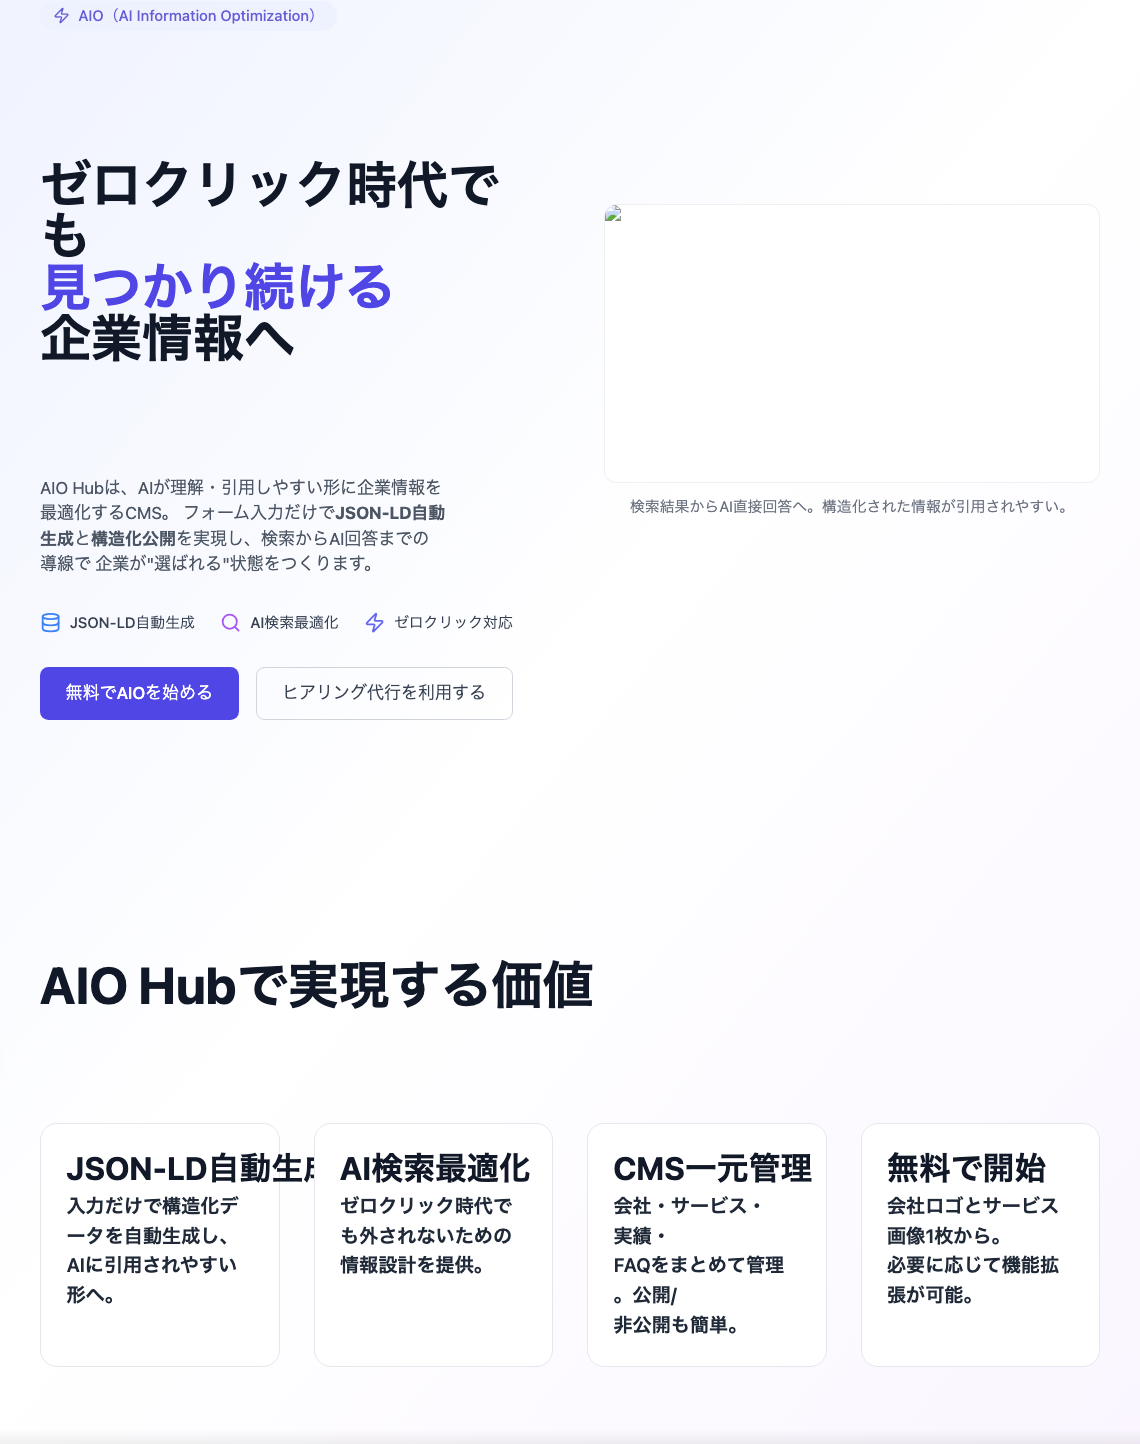 AIO（AI Information Optimization）
ゼロクリック時代で
も
見つかり続ける
企業情報へ
AIO Hubは、AIが理解・引用しやすい形に企業情報を
最適化するCMS。 フォーム入力だけでJSON-LD自動
生成と構造化公開を実現し、検索からAI回答までの
導線で 企業が"選ばれる"状態をつくります。
JSON-LD自動生成
AI検索最適化
ゼロクリック対応
無料でAIOを始める
ヒアリング代行を利用する
検索結果からAI直接回答へ。構造化された情報が引用されやすい。
AIO Hubで実現する価値
JSON-LD自動生成
入力だけで構造化デ
ータを自動生成し、
AIに引用されやすい
形へ。
AI検索最適化
ゼロクリック時代で
も外されないための
情報設計を提供。
CMS一元管理
会社・サービス・
実績・
FAQをまとめて管理
。公開/
非公開も簡単。
無料で開始
会社ロゴとサービス
画像1枚から。
必要に応じて機能拡
張が可能。